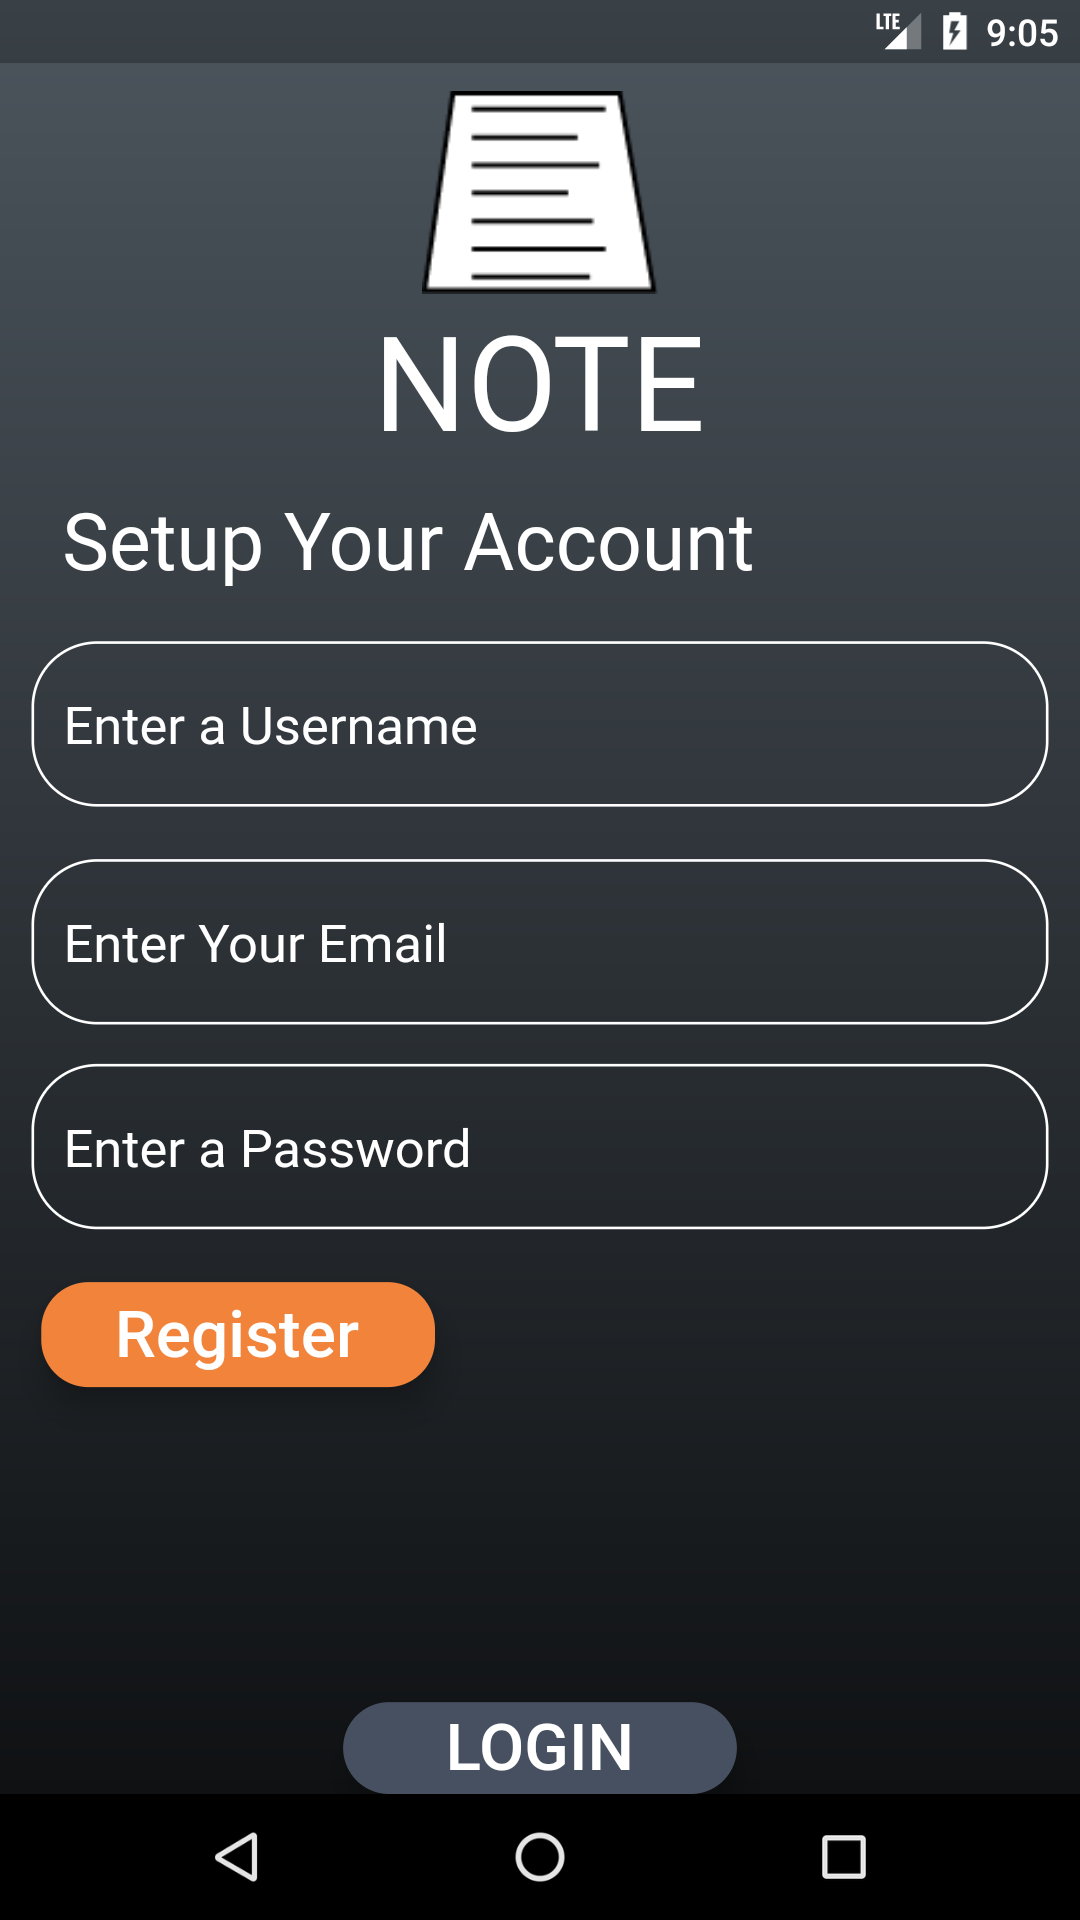 LTE 9:05
NOTE
Setup Your Account
Enter a Username
Enter Your Email
Enter a Password
Register
LOGIN